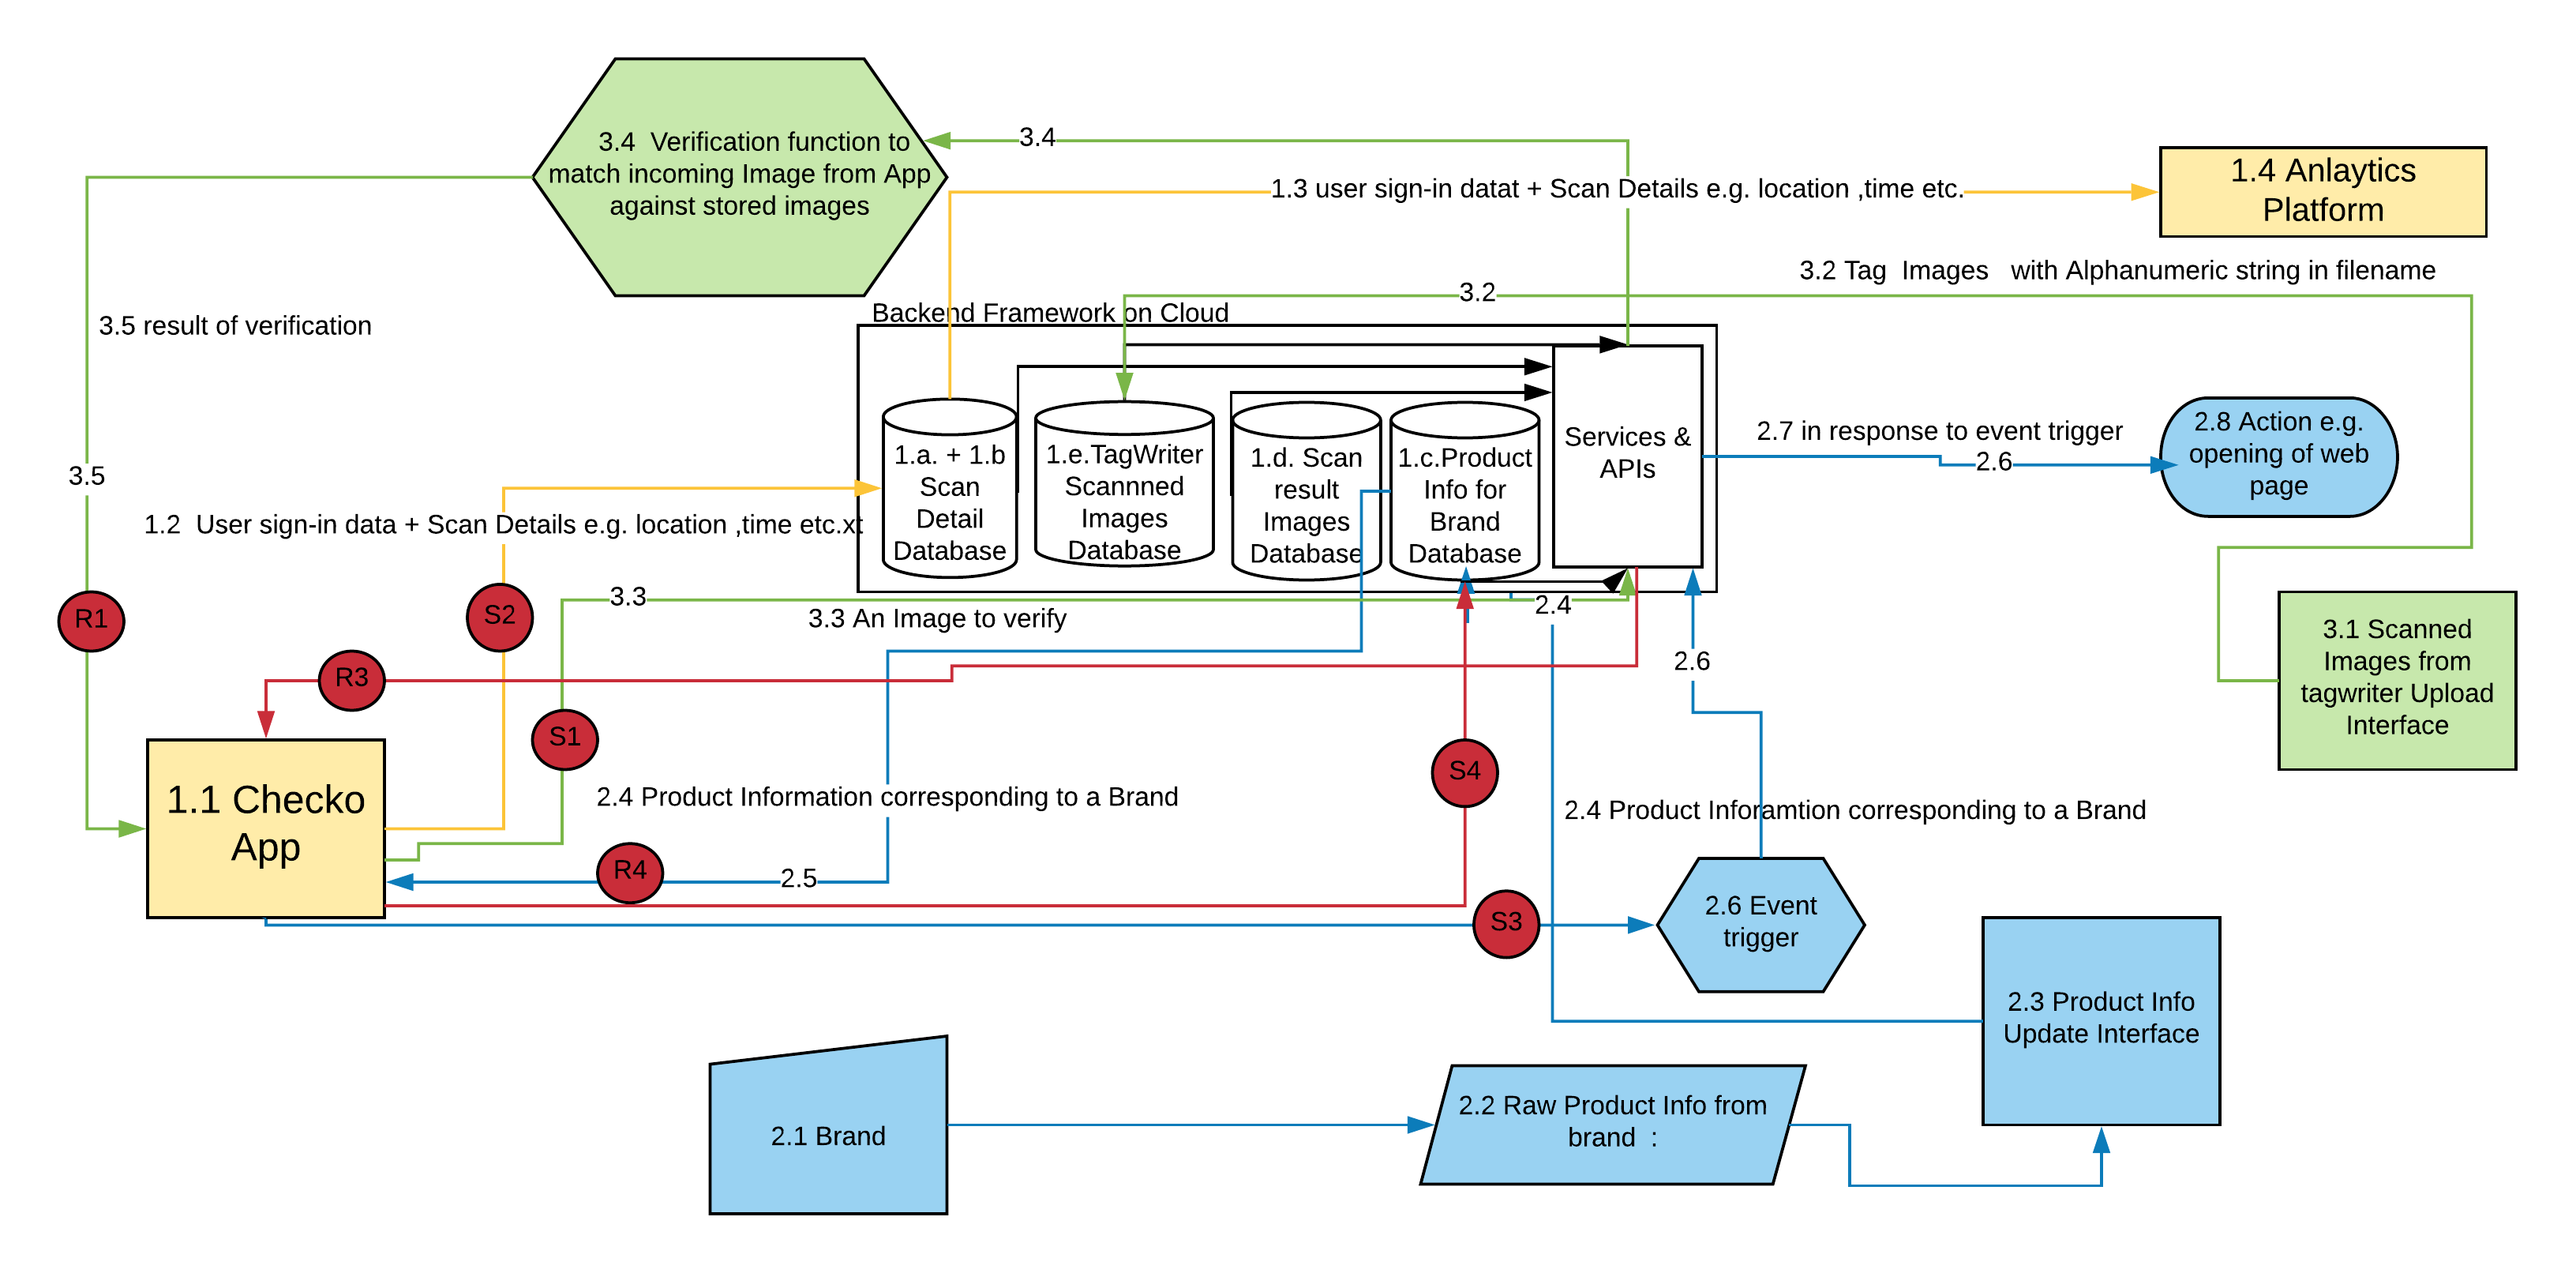 3.4  Verification function to
match incoming Image from App
against stored images
3.4
1.3 user sign-in datat + Scan Details e.g. location ,time etc.
1.4 Anlaytics
Platform
3.2 Tag  Images   with Alphanumeric string in filename
3.2
Backend Framework on Cloud
3.5 result of verification
3.5
1.2  User sign-in data + Scan Details e.g. location ,time etc.xt
1.a. + 1.b
Scan
Detail
Database
1.e.TagWriter
Scannned
Images
Database
1.d. Scan
result
Images
Database
1.c.Product
Info for
Brand
Database
Services &
APIs
2.7 in response to event trigger
2.6
2.8 Action e.g.
opening of web
page
R1
S2
3.3
3.3 An Image to verify
2.4
2.6
3.1 Scanned
Images from
tagwriter Upload
Interface
R3
S1
S4
1.1 Checko
App
2.4 Product Information corresponding to a Brand
2.4 Product Inforamtion corresponding to a Brand
R4
2.5
S3
2.6 Event
trigger
2.3 Product Info
Update Interface
2.1 Brand
2.2 Raw Product Info from
brand  :